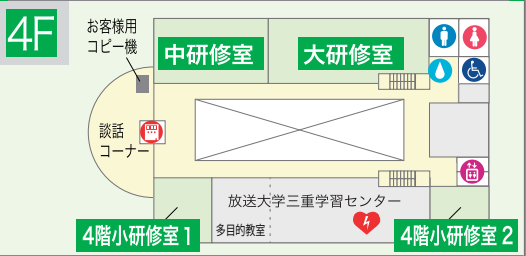 4F
お客様用
コピー機
中研修室
大研修室
談話
コーナー
放送大学三重学習センター
多目的教室
4階小研修室1
4階小研修室2